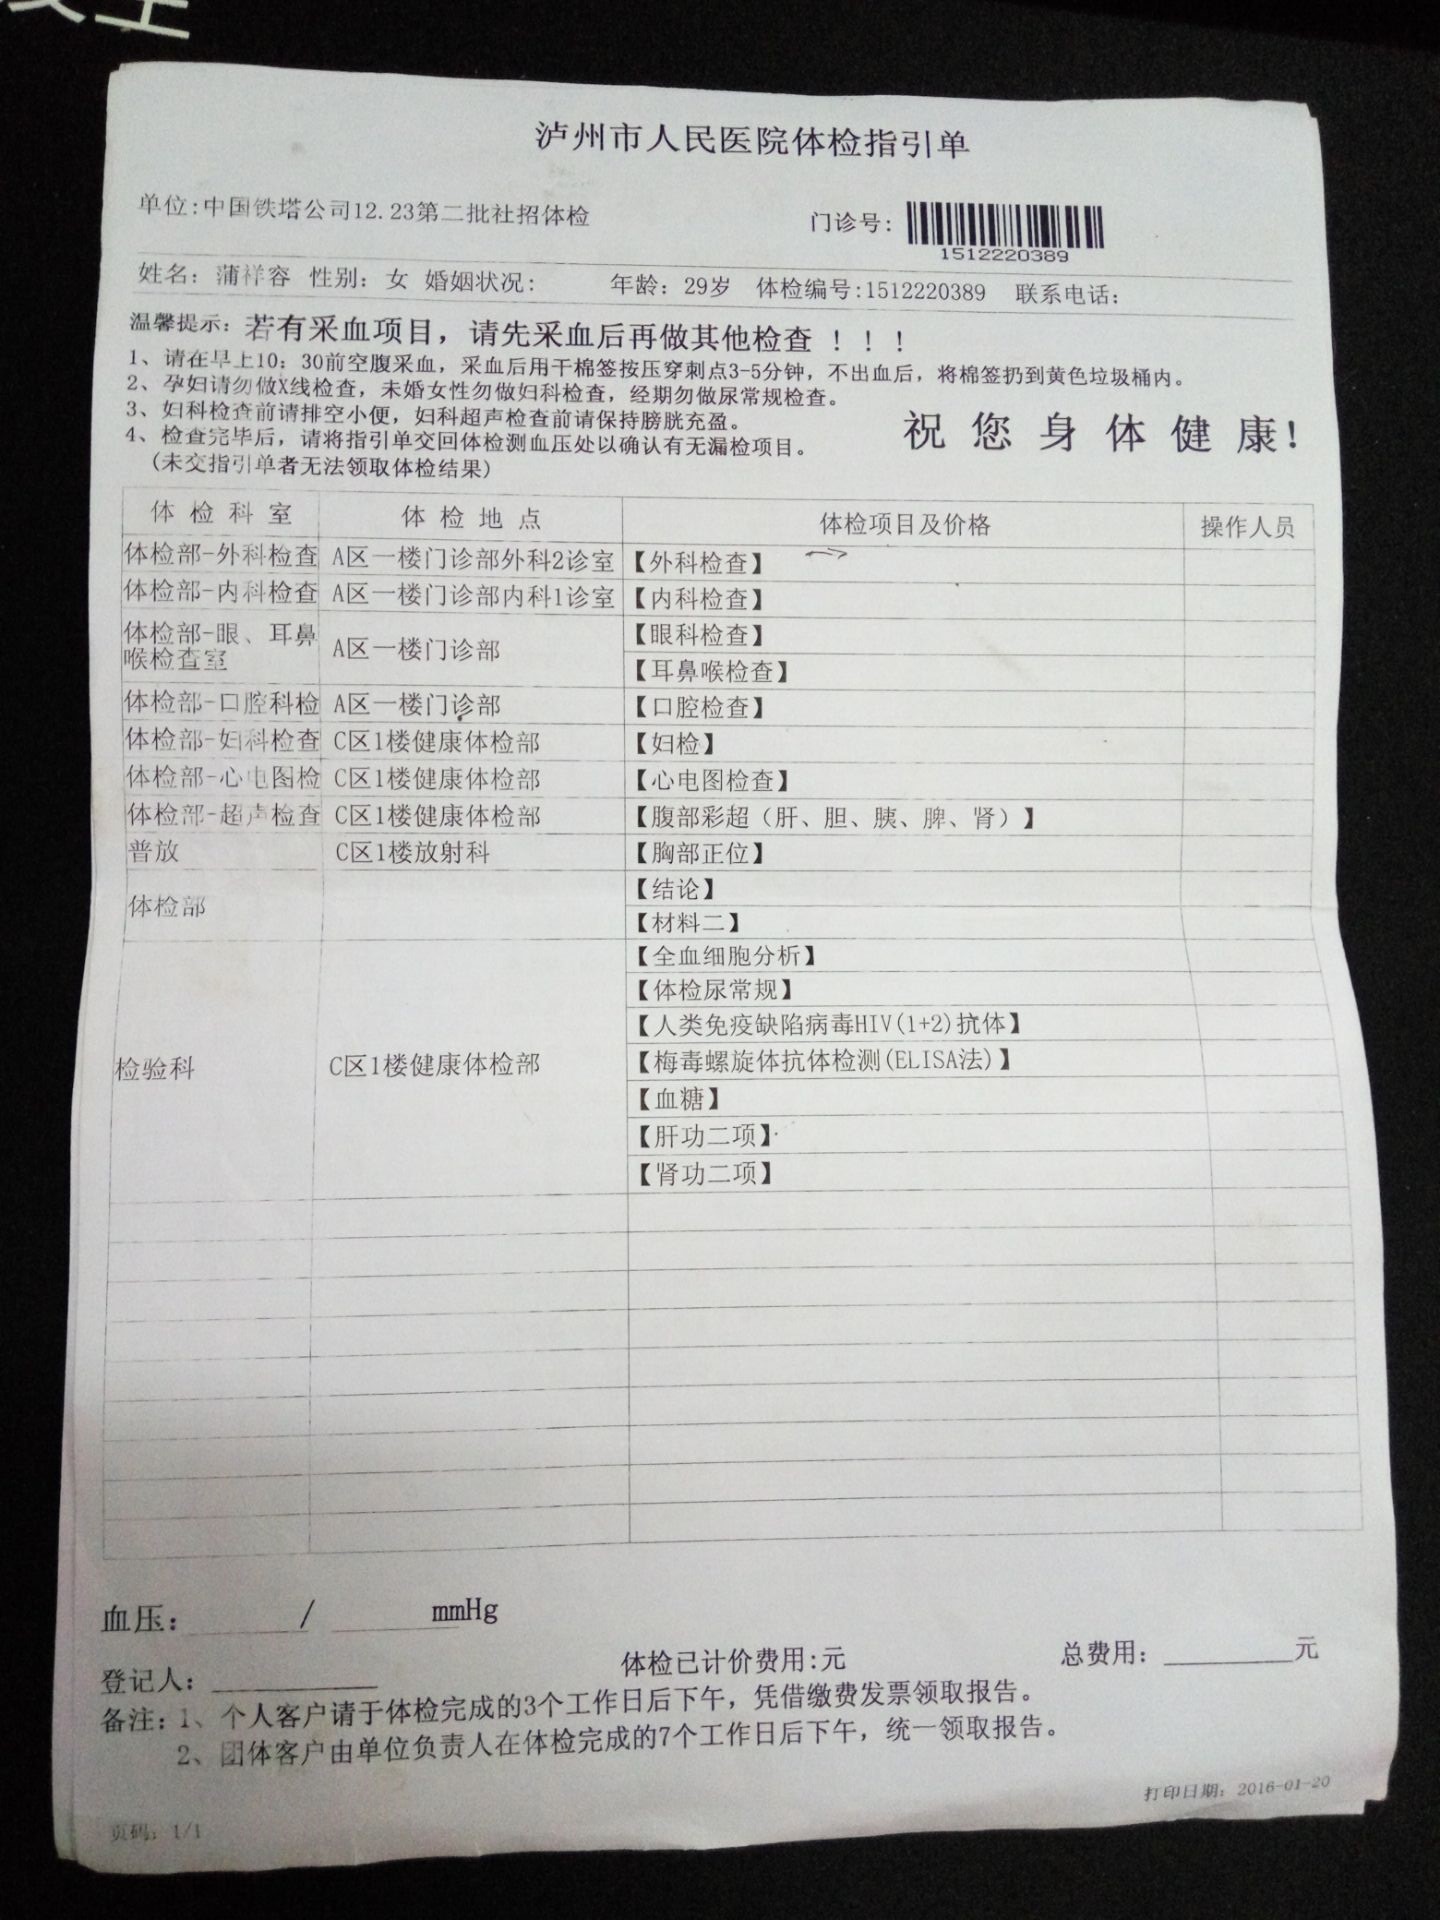 泸州市人民医院体检指引单
单位:中国铁塔公司12.23第二批社招体检
门诊号:
1512220389
姓名: 蒲祥容 性别: 女 婚姻状况: 年龄: 29岁 体检编号:1512220389 联系电话:
温馨提示: 若有采血项目, 请先采血后再做其他检查 ! ! !
1、请在早上10: 30前空腹采血, 采血后用干棉签按压穿刺点3-5分钟, 不出血后, 将棉签扔到黄色垃圾桶内。
2、孕妇请勿做X线检查, 未婚女性勿做妇科检查, 经期勿做尿常规检查。
3、妇科检查前请排空小便, 妇科超声检查前请保持膀胱充盈。
4、检查完毕后, 请将指引单交回体检测血压处以确认有无漏检项目。
(未交指引单者无法领取体检结果)
祝您身体健康!
体检科室 体检地点 体检项目及价格 操作人员
体检部-外科检查 A区一楼门诊部外科2诊室 【外科检查】
体检部-内科检查 A区一楼门诊部内科1诊室 【内科检查】
体检部-眼、耳鼻
喉检查室
A区一楼门诊部
【眼科检查】
【耳鼻喉检查】
体检部-口腔科检 A区一楼门诊部 【口腔检查】
体检部-妇科检查 C区1楼健康体检部 【妇检】
体检部-心电图检 C区1楼健康体检部 【心电图检查】
体检部-超声检查 C区1楼健康体检部 【腹部彩超（肝、胆、胰、脾、肾）】
普放 C区1楼放射科 【胸部正位】
体检部
【结论】
【材料二】
检验科 C区1楼健康体检部
【全血细胞分析】
【体检尿常规】
【人类免疫缺陷病毒HIV(1+2)抗体】
【梅毒螺旋体抗体检测(ELISA法)】
【血糖】
【肝功二项】
【肾功二项】
血压: / mmHg
登记人: 体检已计价费用:元 总费用: 元
备注: 1、个人客户请于体检完成的3个工作日后下午, 凭借缴费发票领取报告。
2、团体客户由单位负责人在体检完成的7个工作日后下午, 统一领取报告。
打印日期: 2016-01-20
页码: 1/1